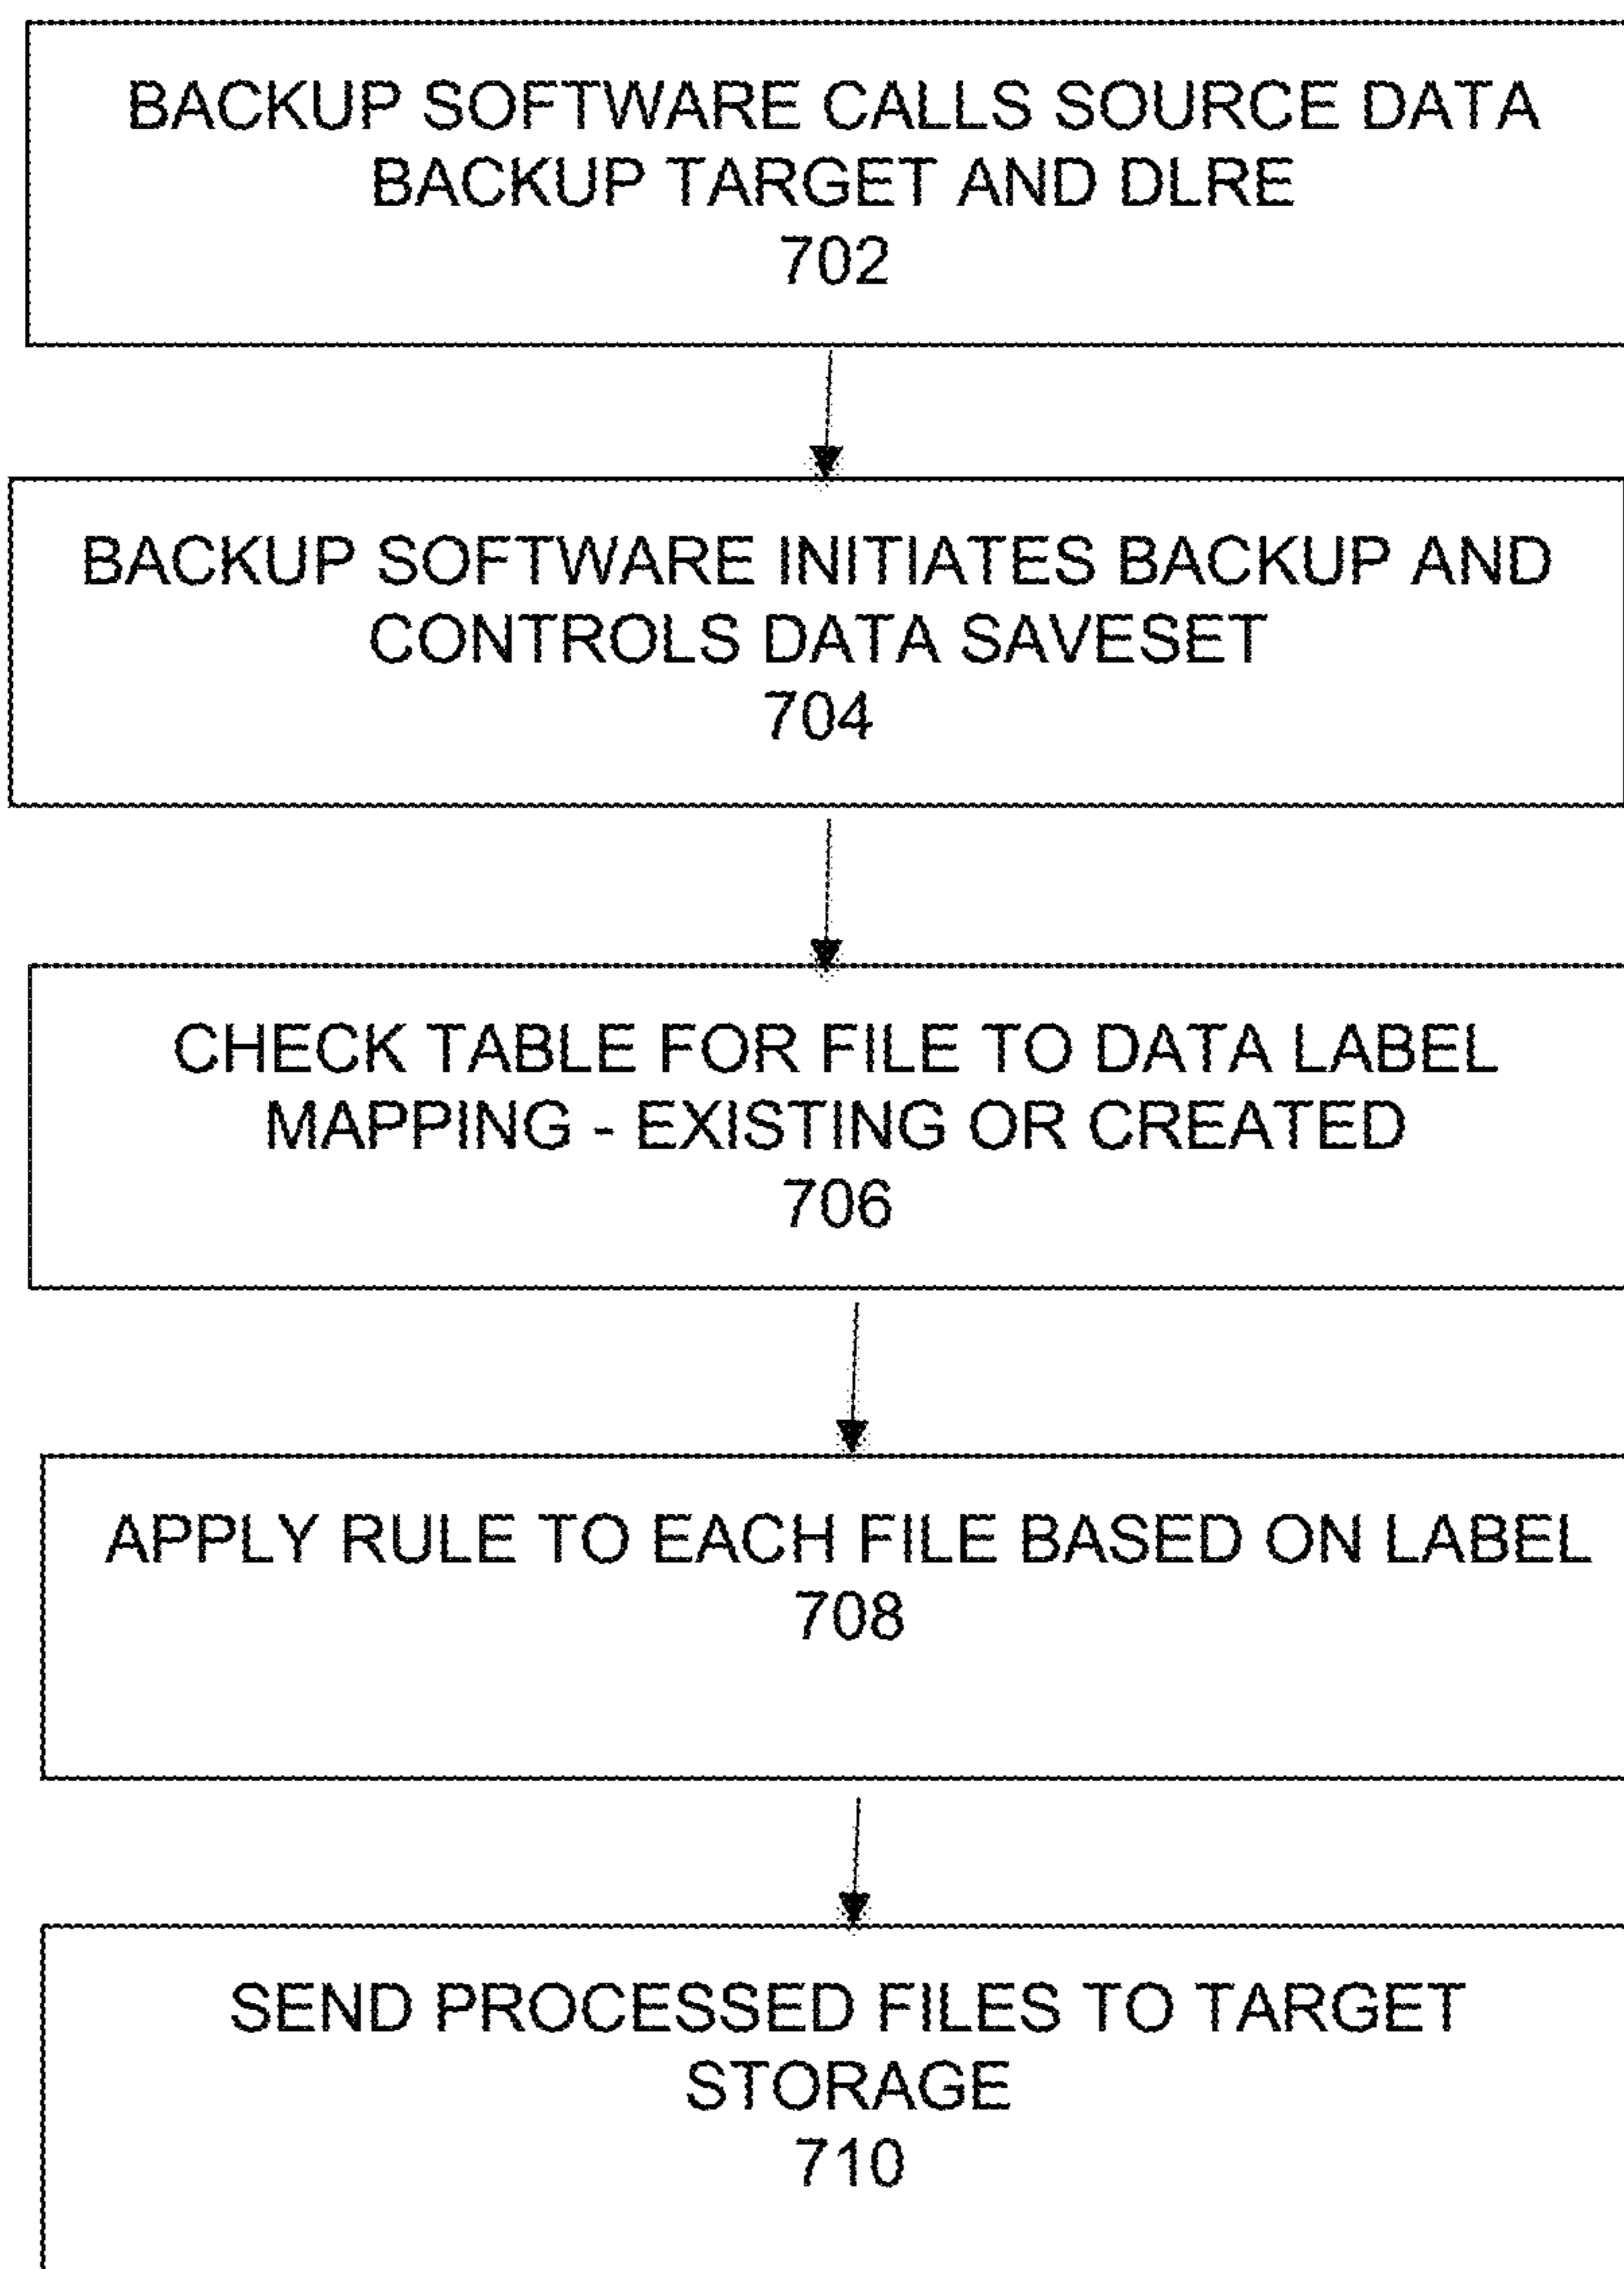 BACKUP SOFTWARE CALLS SOURCE DATA
BACKUP TARGET AND DLRE
702
BACKUP SOFTWARE INITIATES BACKUP AND
CONTROLS DATA SAVESET
704
CHECK TABLE FOR FILE TO DATA LABEL
MAPPING - EXISTING OR CREATED
706
APPLY RULE TO EACH FILE BASED ON LABEL
708
SEND PROCESSED FILES TO TARGET
STORAGE
710